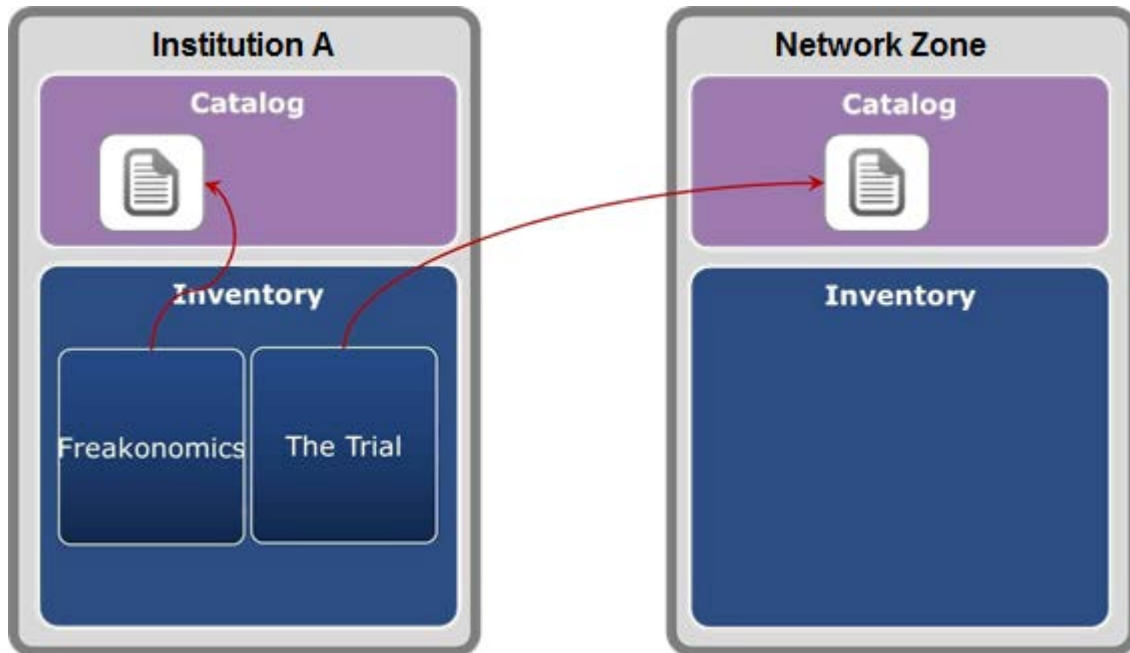 Institution A
Catalog
Inventory
Freakonomics
The Trial
Network Zone
Catalog
Inventory